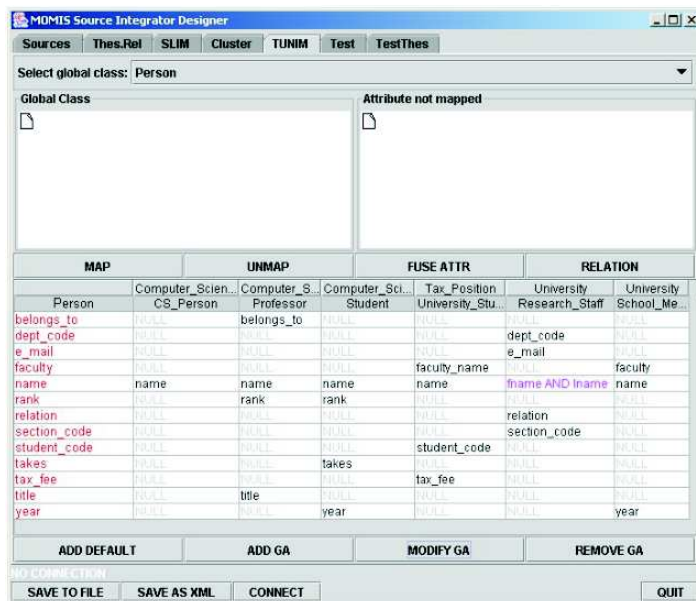 MOMIS Source Integrator Designer
Sources Thes.Rel SLIM Cluster TUNIM Test TestThes
Select global class: Person
Global Class Attribute not mapped
MAP UNMAP FUSE ATTR RELATION
Computer_Scien... Computer_S... Computer_Sci... Tax_Position University University
Person CS_Person Professor Student University_Stu... Research_Staff School_Me...
belongs_to NULL belongs_to NULL NULL NULL NULL
dept_code NULL NULL NULL NULL dept_code NULL
e_mail NULL NULL NULL NULL e_mail NULL
faculty NULL NULL NULL faculty_name NULL faculty
name name name name name fname AND lname name
rank NULL rank rank NULL NULL NULL
relation NULL NULL NULL NULL relation NULL
section_code NULL NULL NULL NULL section_code NULL
student_code NULL NULL NULL student_code NULL NULL
takes NULL NULL takes NULL NULL NULL
tax_fee NULL NULL NULL tax_fee NULL NULL
title NULL title NULL NULL NULL NULL
year NULL NULL year NULL NULL year
ADD DEFAULT ADD GA MODIFY GA REMOVE GA
NO CONNECTION
SAVE TO FILE SAVE AS XML CONNECT QUIT